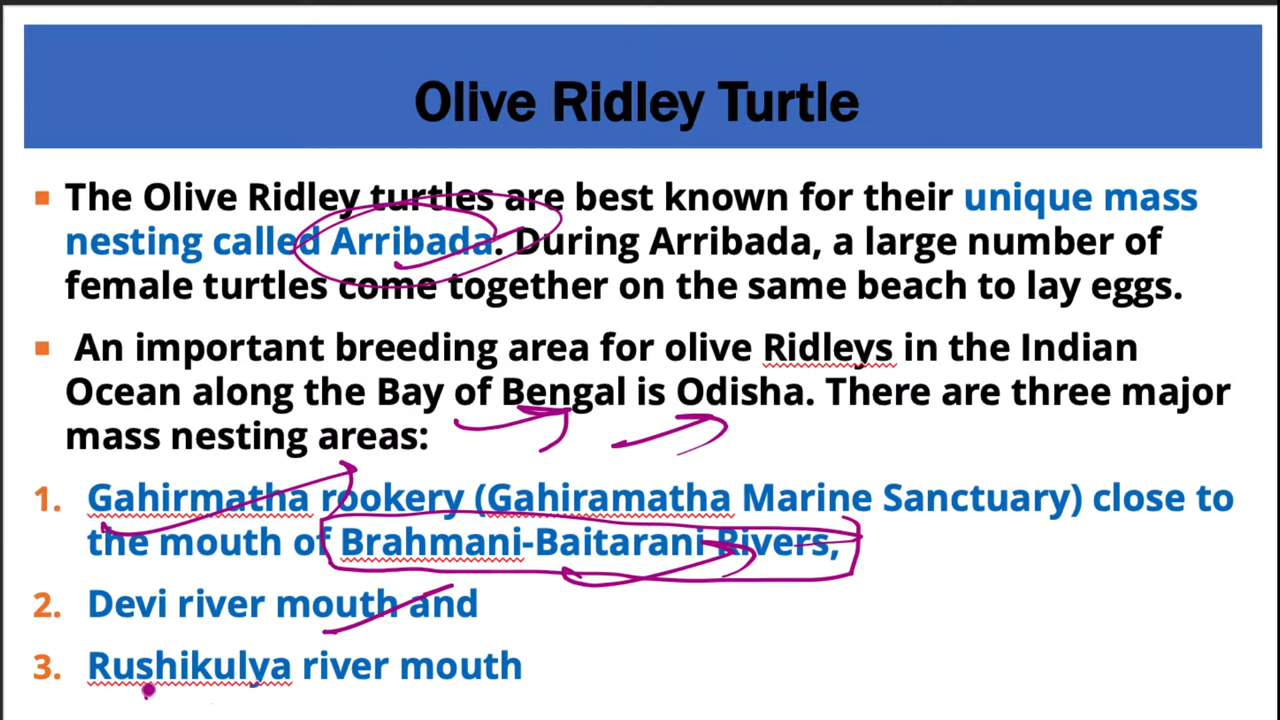 Olive Ridley Turtle
▪ The Olive Ridley turtles are best known for their unique mass
nesting called Arribada. During Arribada, a large number of
female turtles come together on the same beach to lay eggs.
▪ An important breeding area for olive Ridleys in the Indian
Ocean along the Bay of Bengal is Odisha. There are three major
mass nesting areas:
1. Gahirmatha rookery (Gahiramatha Marine Sanctuary) close to
the mouth of Brahmani-Baitarani Rivers,
2. Devi river mouth and
3. Rushikulya river mouth